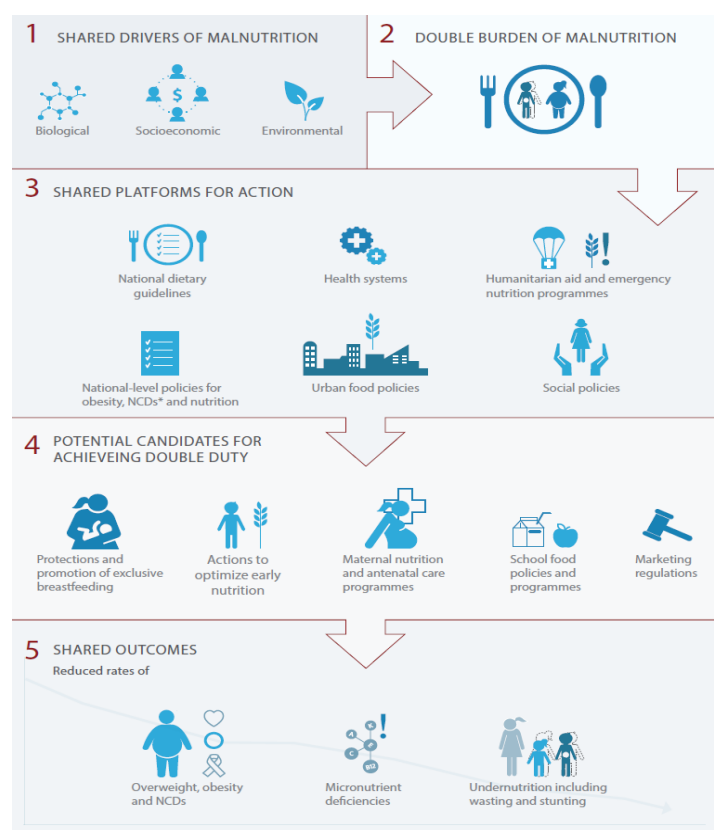 1 SHARED DRIVERS OF MALNUTRITION
Biological
Socioeconomic
$
Environmental
2 DOUBLE BURDEN OF MALNUTRITION
3 SHARED PLATFORMS FOR ACTION
National dietary
guidelines
Health systems
Humanitarian aid and emergency
nutrition programmes
National-level policies for
obesity, NCDs* and nutrition
Urban food policies
Social policies
4 POTENTIAL CANDIDATES FOR
ACHIEVEING DOUBLE DUTY
Protections and
promotion of exclusive
breastfeeding
Actions to
optimize early
nutrition
Maternal nutrition
and antenatal care
programmes
School food
policies and
programmes
Marketing
regulations
5 SHARED OUTCOMES
Reduced rates of
Overweight, obesity
and NCDs
A
C
B12
!
Micronutrient
deficiencies
Undernutrition including
wasting and stunting